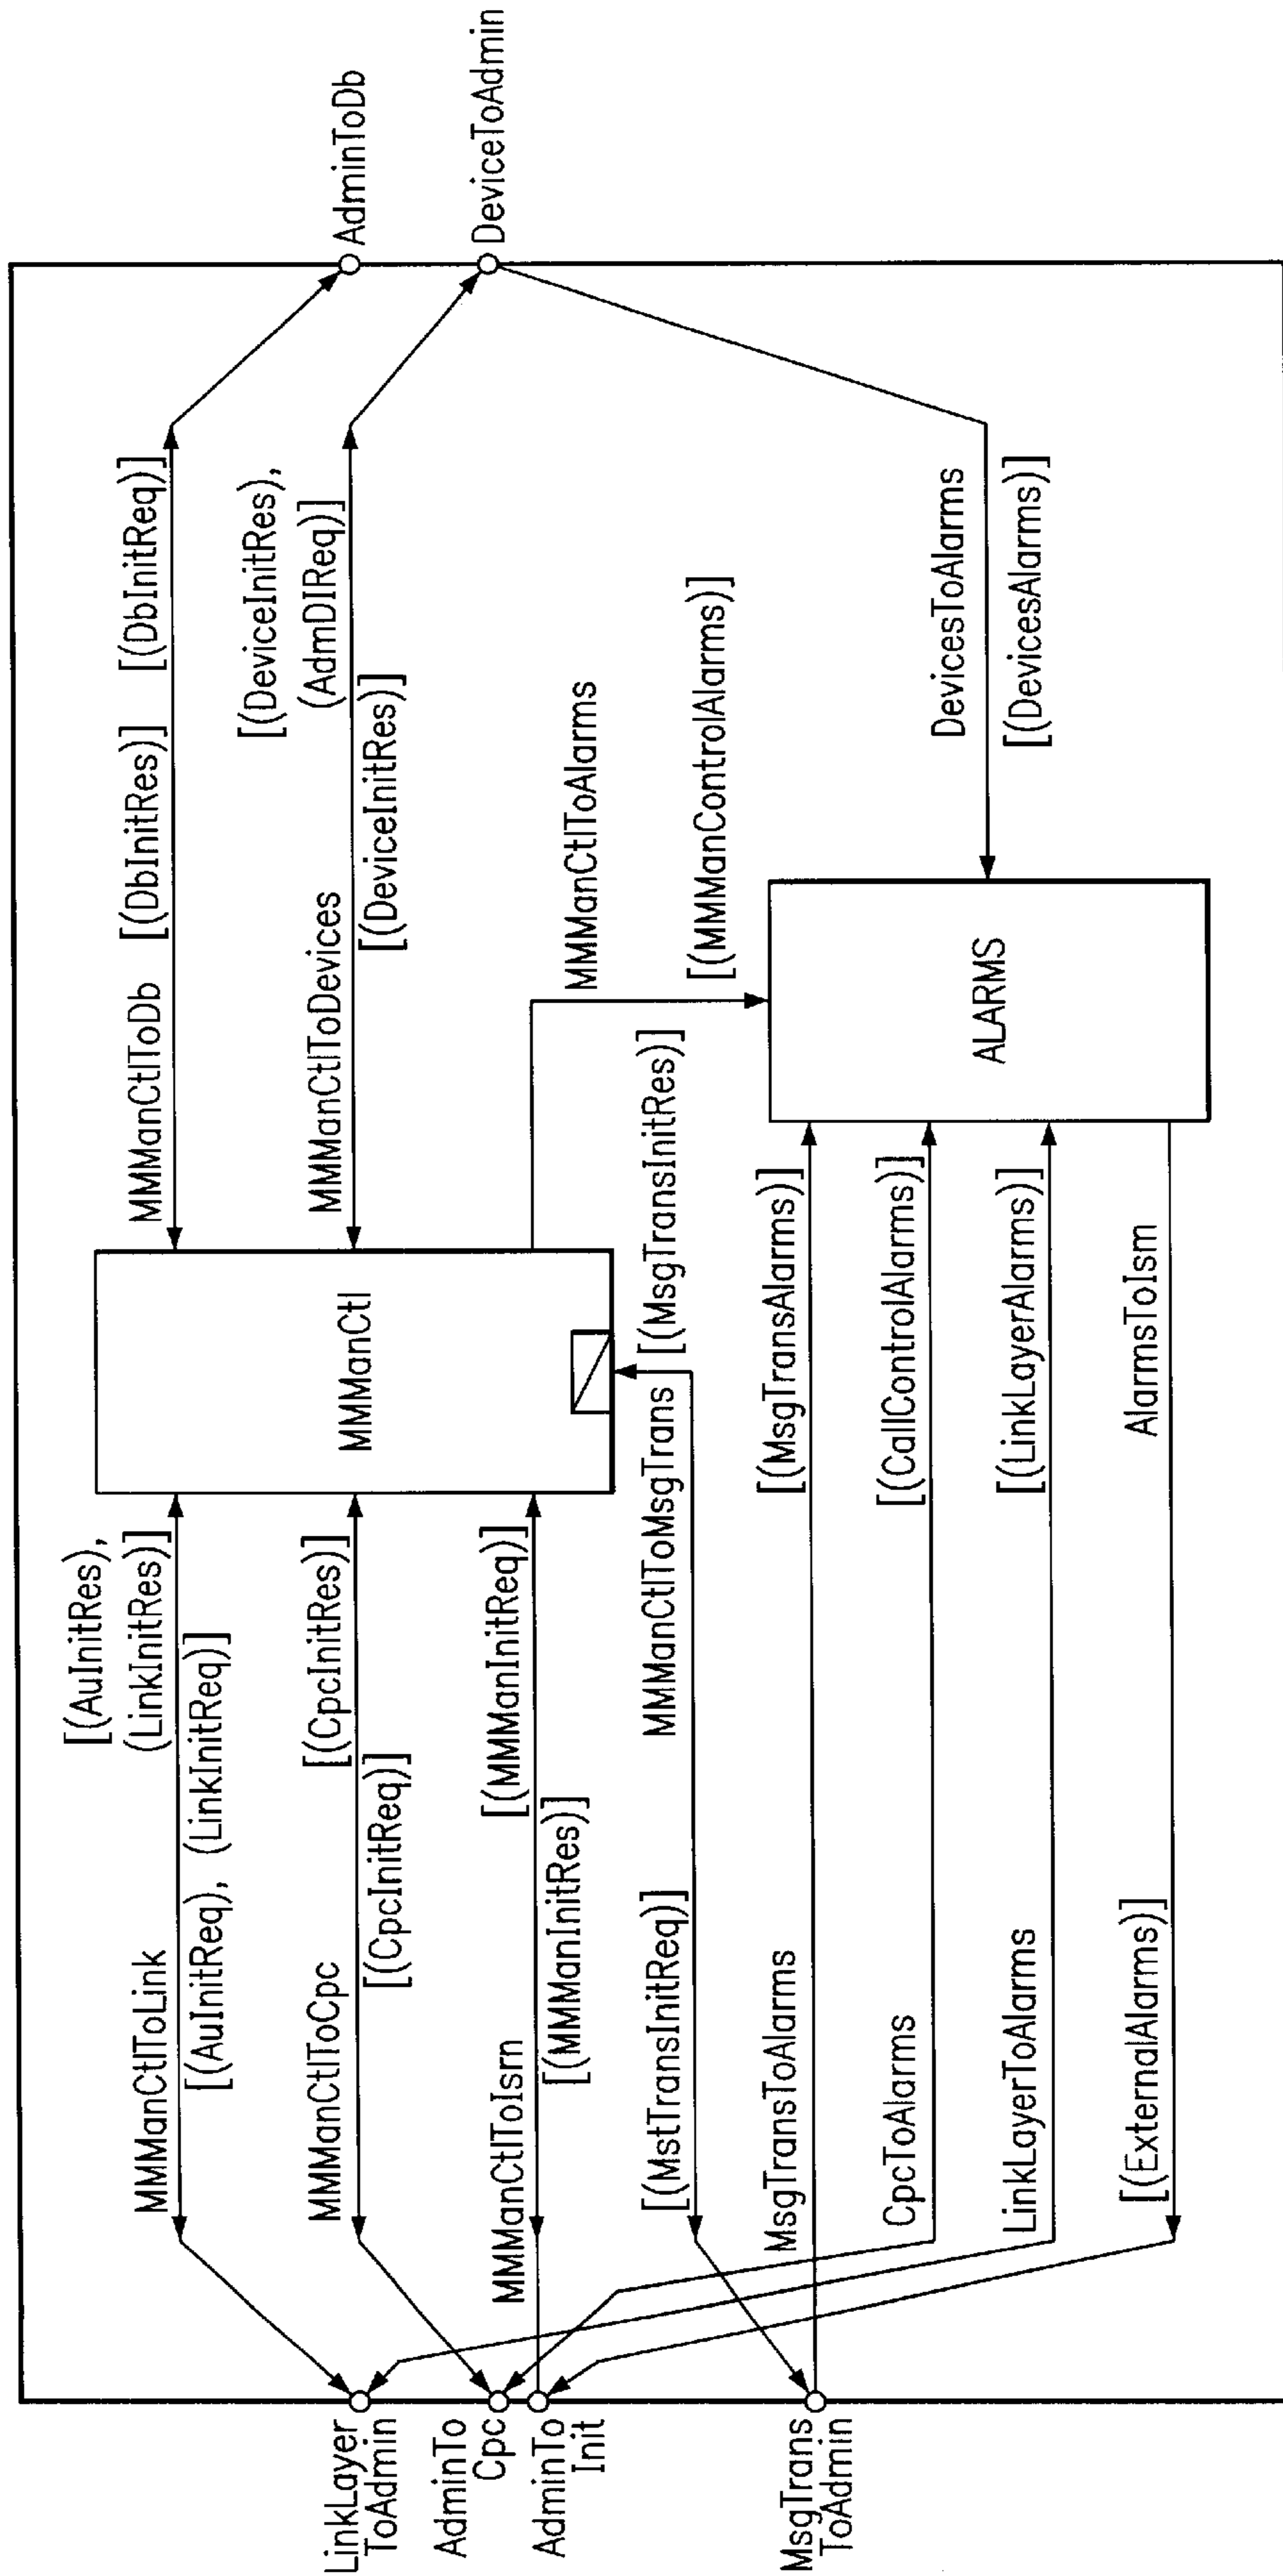 LinkLayer
ToAdmin
AdminTo
Cpc
AdminTo
Init
MsgTrans
ToAdmin
MMManCtlToLink
[(AuInitRes),
(LinkInitRes)]
[(AuInitReq), (LinkInitReq)]
MMManCtlToCpc
[(CpcInitRes)]
[(CpcInitReq)]
MMManCtlToIsrn
[(MMManInitReq)]
[(MMManInitRes)]
[(MstTransInitReq)]
MMManCtlToMsgTrans
[(MsgTransInitRes)]
MsgTransToAlarms
[(MsgTransAlarms)]
CpcToAlarms
[(CallControlAlarms)]
LinkLayerToAlarms
[(LinkLayerAlarms)]
[(ExternalAlarms)]
AlarmsToIsm
MMManCtl
MMManCtlToDb [(DbInitRes)] [(DbInitReq)]
MMManCtlToDevices
[(DeviceInitRes),
(AdmDIReq)]
[(DeviceInitRes)]
MMManCtlToAlarms
[(MMManControlAlarms)]
ALARMS
DevicesToAlarms
[(DevicesAlarms)]
AdminToDb
DeviceToAdmin